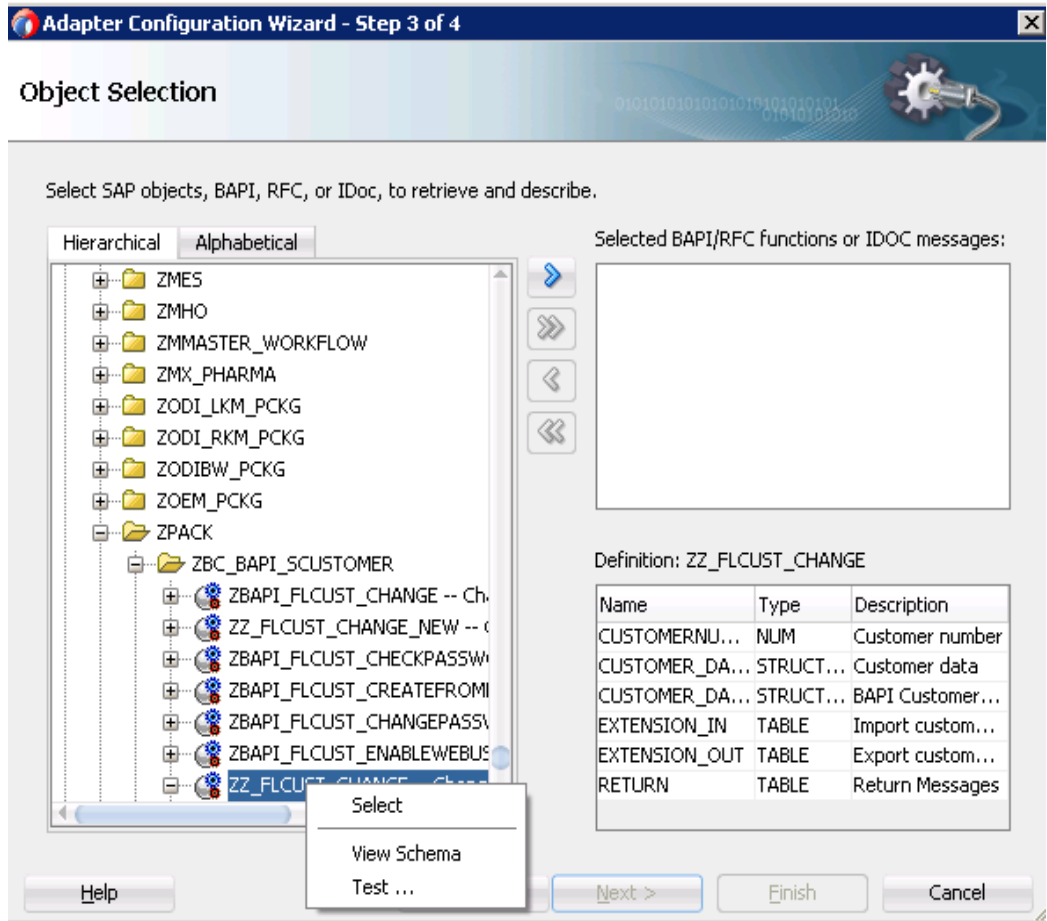 Adapter Configuration Wizard - Step 3 of 4
Object Selection
Select SAP objects, BAPI, RFC, or IDoc, to retrieve and describe.
Hierarchical Alphabetical
ZMES
ZMHO
ZMMASTER_WORKFLOW
ZMX_PHARMA
ZODI_LKM_PCKG
ZODI_RKM_PCKG
ZODIBW_PCKG
ZOEM_PCKG
ZPACK
ZBC_BAPI_SCUSTOMER
ZBAPI_FLCUST_CHANGE -- Ch
ZZ_FLCUST_CHANGE_NEW --
ZBAPI_FLCUST_CHECKPASSW
ZBAPI_FLCUST_CREATEFROM
ZBAPI_FLCUST_CHANGEPASS
ZBAPI_FLCUST_ENABLEWEBUS
ZZ_FLCUST_CHANGE -- Chang
Select
View Schema
Test ...
Selected BAPI/RFC functions or IDOC messages:
Definition: ZZ_FLCUST_CHANGE
Name Type Description
CUSTOMERNU... NUM Customer number
CUSTOMER_DA... STRUCT... Customer data
CUSTOMER_DA... STRUCT... BAPI Customer...
EXTENSION_IN TABLE Import custom...
EXTENSION_OUT TABLE Export custom...
RETURN TABLE Return Messages
Help Next > Finish Cancel